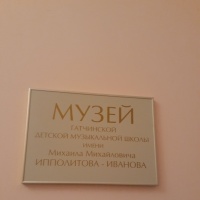 МУЗЕЙ
ГАТЧИНСКОЙ
ДЕТСКОЙ МУЗЫКАЛЬНОЙ ШКОЛЫ
ИМЕНИ
Михаила Михайловича
ИППОЛИТОВА - ИВАНОВА